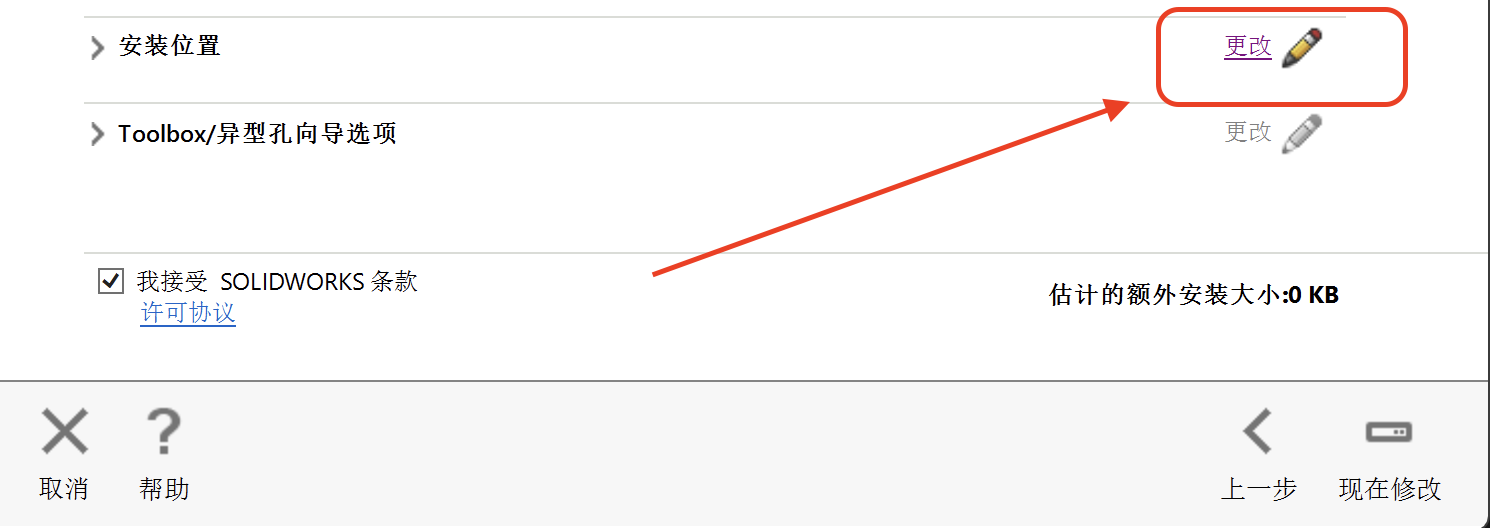 安装位置
更改
Toolbox/异型孔向导选项
更改
我接受 SOLIDWORKS 条款
许可协议
估计的额外安装大小:0 KB
取消
帮助
上一步
现在修改